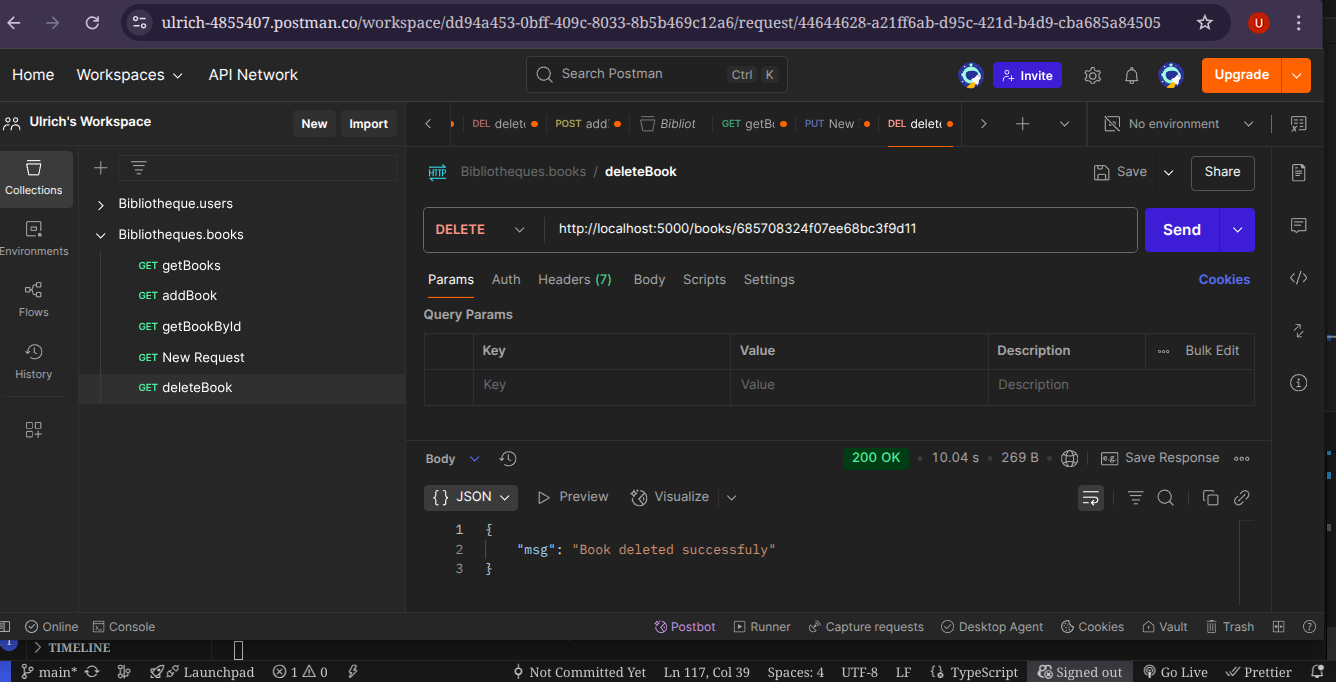 ulrich-4855407.postman.co/workspace/dd94a453-0bff-409c-8033-8b5b469c12a6/request/44644628-a21ff6ab-d95c-421d-b4d9-cba685a84505
U
Home Workspaces API Network
Search Postman Ctrl K
Invite
Upgrade
Ulrich's Workspace
New Import
DEL delete POST add Bibliot GET getBo PUT New DEL delete
No environment
Collections
Environments
Flows
History
Bibliotheque.users
Bibliotheques.books
GET getBooks
GET addBook
GET getBookById
GET New Request
GET deleteBook
HTTP Bibliotheques.books / deleteBook
Save Share
DELETE http://localhost:5000/books/685708324f07ee68bc3f9d11 Send
Params Auth Headers (7) Body Scripts Settings Cookies
Query Params
Key Value Description Bulk Edit
Key Value Description
Body 200 OK 10.04 s 269 B e.g. Save Response
{} JSON Preview Visualize
1 {
2 "msg": "Book deleted successfuly"
3 }
Online Console Postbot Runner Capture requests Desktop Agent Cookies Vault Trash
1 TIMELINE
main* Launchpad 1 0 Not Committed Yet Ln 117, Col 39 Spaces: 4 UTF-8 LF {} TypeScript Signed out Go Live Prettier